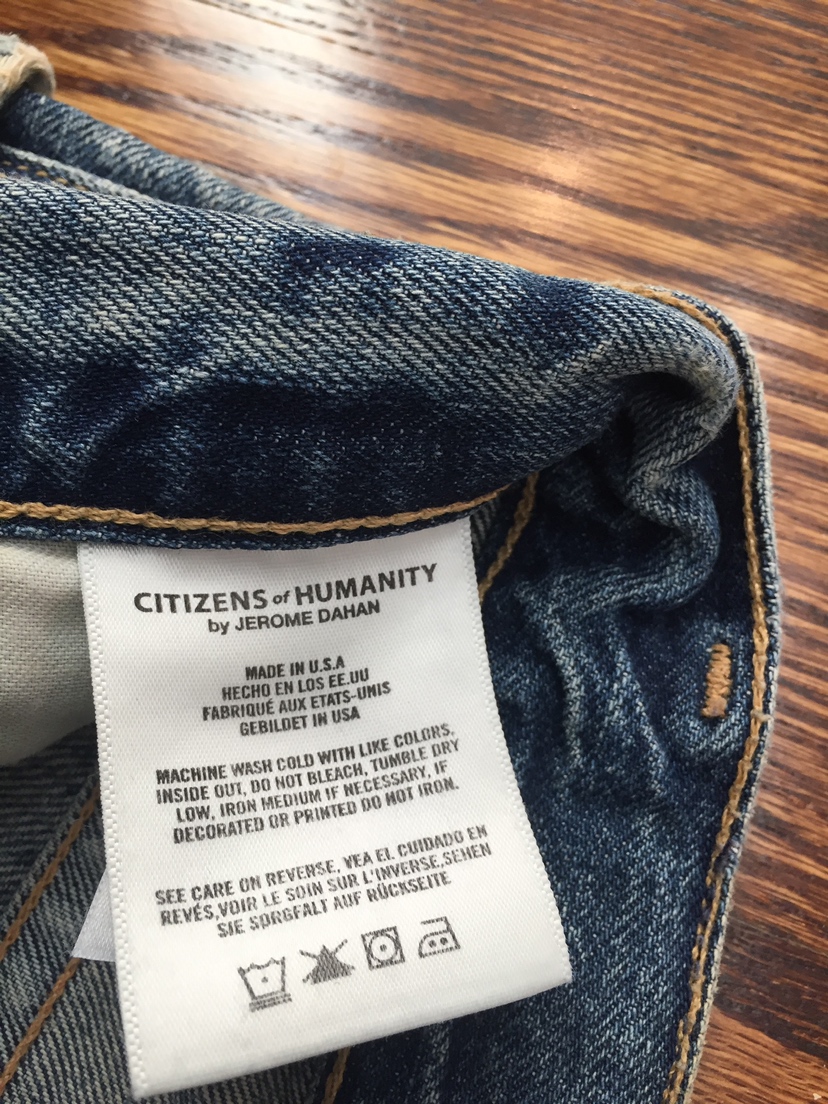 CITIZENS of HUMANITY
by JEROME DAHAN
MADE IN U.S.A
HECHO EN LOS EE.UU
FABRIQUÉ AUX ETATS-UNIS
GEBILDET IN USA
MACHINE WASH COLD WITH LIKE COLORS,
INSIDE OUT, DO NOT BLEACH, TUMBLE DRY
LOW, IRON MEDIUM IF NECESSARY, IF
DECORATED OR PRINTED DO NOT IRON.
SEE CARE ON REVERSE, VEA EL CUIDADO EN
REVÉS,VOIR LE SOIN SUR L'INVERSE,SEHEN
SIE SORGFALT AUF RÜCKSEITE